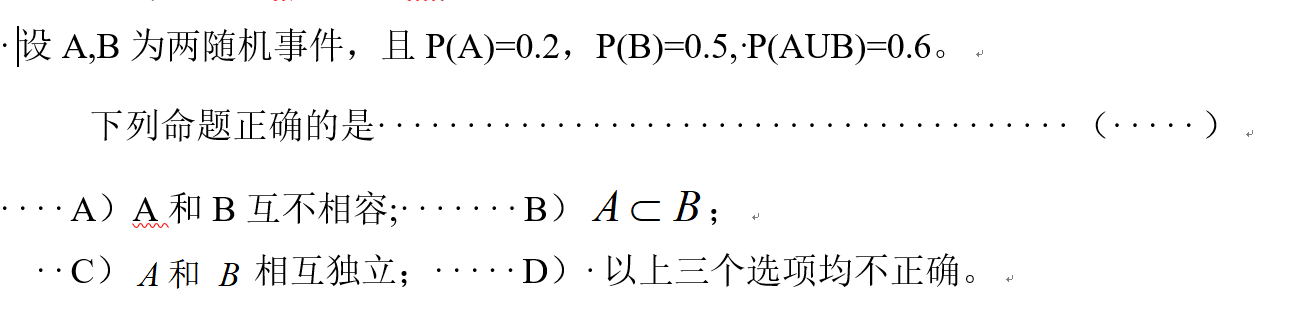 设 A,B 为两随机事件，且 P(A)=0.2，P(B)=0.5,·P(AUB)=0.6。
下列命题正确的是······································（·····）
····A）A 和 B 互不相容;·······B） A⊂B；
··C） A 和 B 相互独立；·····D）·以上三个选项均不正确。